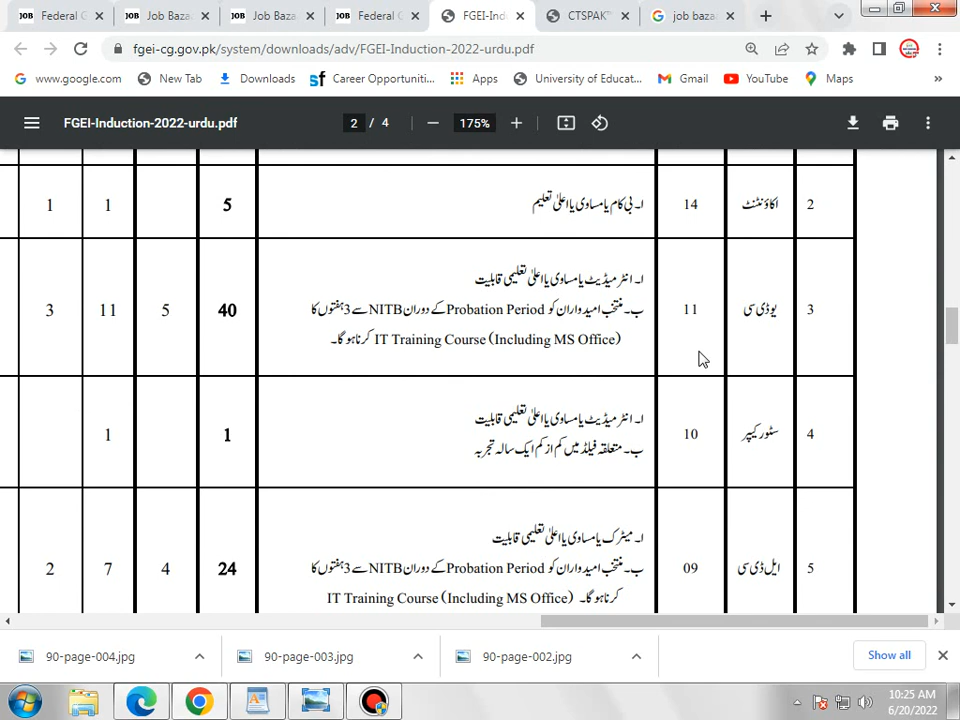 Federal G
Job Baza
Job Baza
Federal G
FGEI-Ind
CTSPAK
job baza
fgei-cg.gov.pk/system/downloads/adv/FGEI-Induction-2022-urdu.pdf
www.google.com
New Tab
Downloads
Career Opportuniti...
Apps
University of Educat...
Gmail
YouTube
Maps
»
FGEI-Induction-2022-urdu.pdf
2 / 4
175%
2
اکاؤنٹنٹ
14
ا۔ بی کام یا مساوی یا اعلیٰ تعلیم
5
1
1
3
یو ڈی سی
11
ا۔ انٹر میڈیٹ یا مساوی یا اعلیٰ تعلیمی قابلیت
ب۔ منتخب امیدواران کو Probation Period کے دوران NITB سے 3 ہفتوں کا
IT Training Course (Including MS Office) کرنا ہو گا۔
40
5
11
3
4
سٹور کیپر
10
ا۔ انٹر میڈیٹ یا مساوی یا اعلیٰ تعلیمی قابلیت
ب۔ متعلقہ فیلڈ میں کم از کم ایک سالہ تجربہ
1
1
5
ایل ڈی سی
09
ا۔ میٹرک یا مساوی یا اعلیٰ تعلیمی قابلیت
ب۔ منتخب امیدواران کو Probation Period کے دوران NITB سے 3 ہفتوں کا
IT Training Course (Including MS Office) کرنا ہو گا۔
24
4
7
2
90-page-004.jpg
90-page-003.jpg
90-page-002.jpg
Show all
10:25 AM
6/20/2022